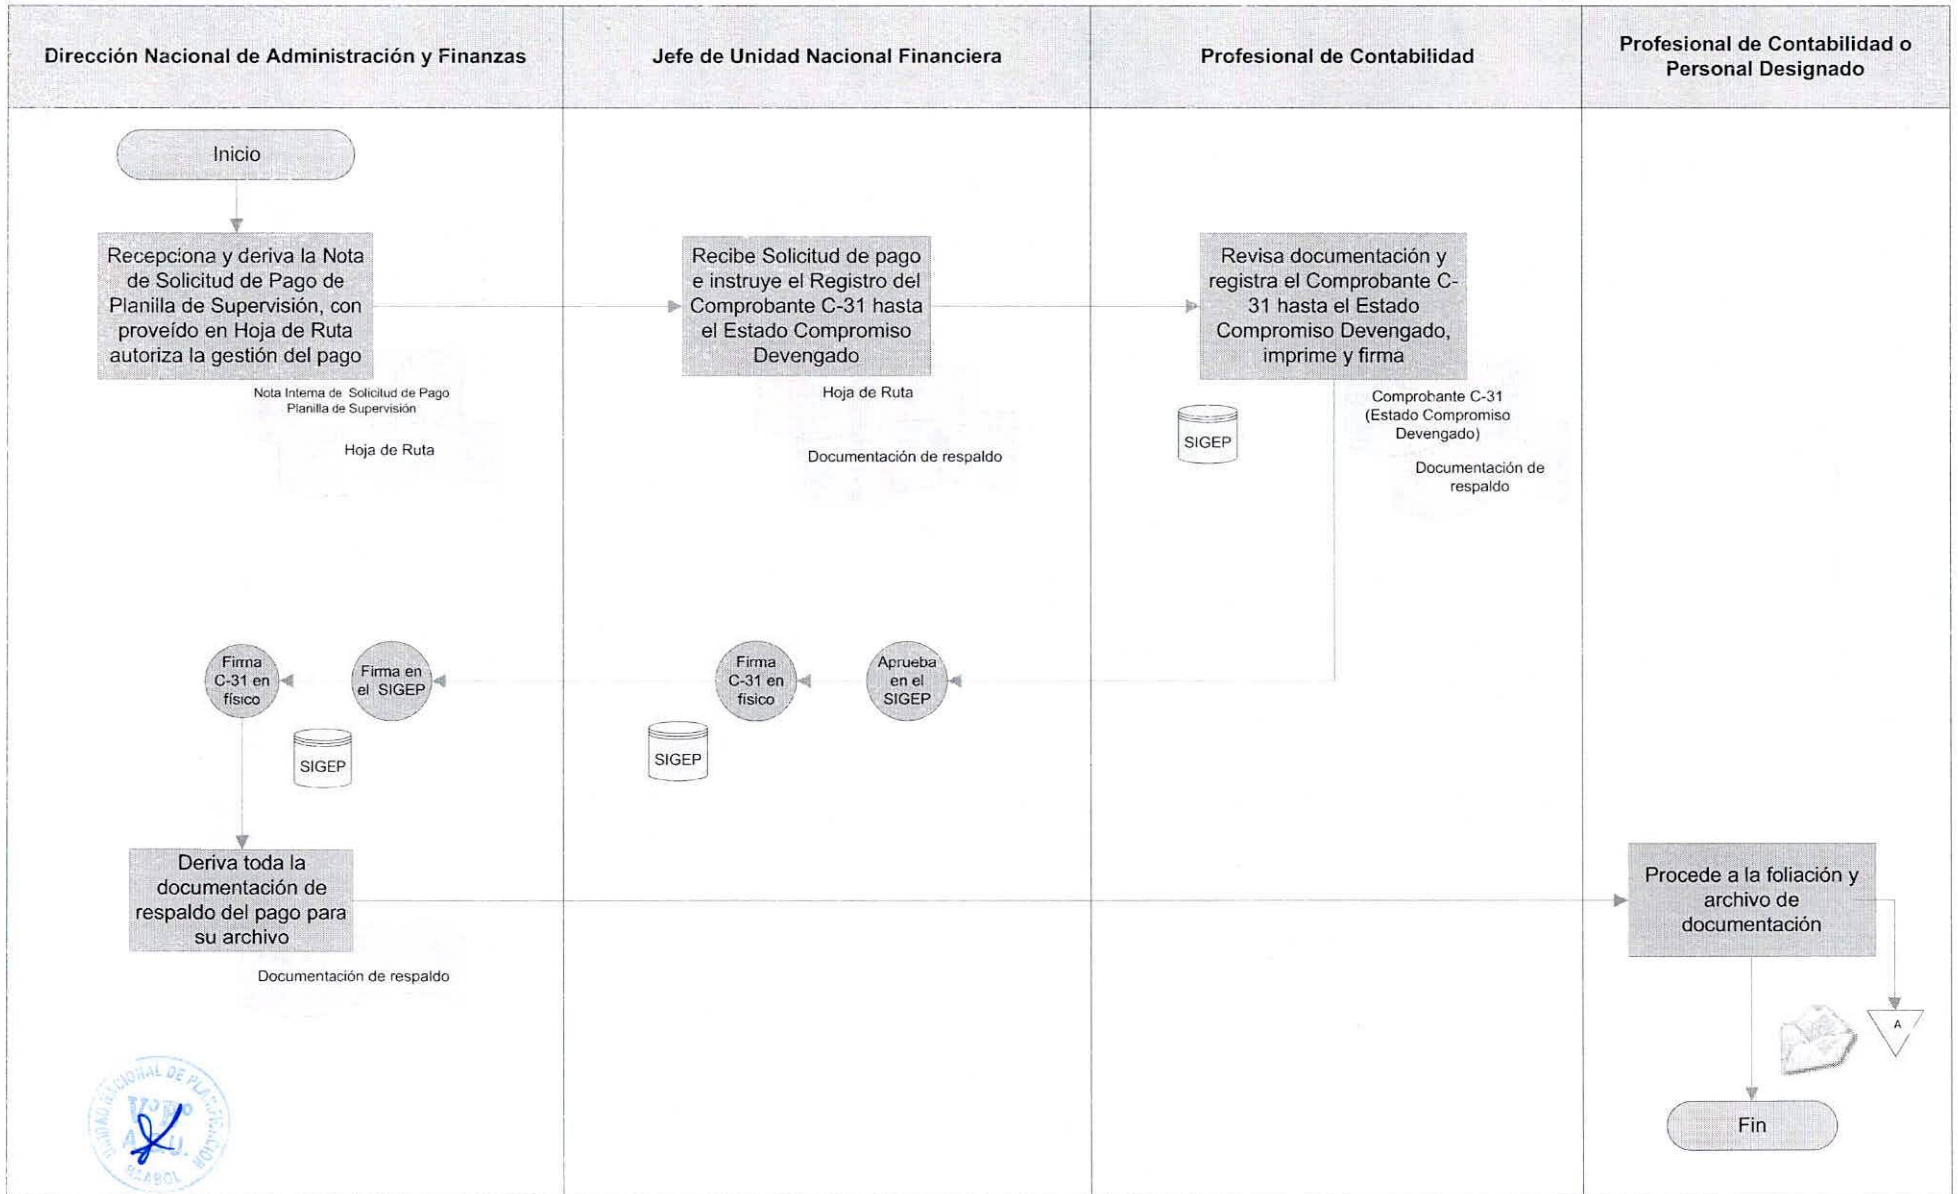 Dirección Nacional de Administración y Finanzas
Jefe de Unidad Nacional Financiera
Profesional de Contabilidad
Profesional de Contabilidad o
Personal Designado
Inicio
Recepciona y deriva la Nota
de Solicitud de Pago de
Planilla de Supervisión, con
proveído en Hoja de Ruta
autoriza la gestión del pago
Nota Interna de Solicitud de Pago
Planilla de Supervisión
Hoja de Ruta
Recibe Solicitud de pago
e instruye el Registro del
Comprobante C-31 hasta
el Estado Compromiso
Devengado
Hoja de Ruta
Documentación de respaldo
Revisa documentación y
registra el Comprobante C-
31 hasta el Estado
Compromiso Devengado,
imprime y firma
SIGEP
Comprobante C-31
(Estado Compromiso
Devengado)
Documentación de
respaldo
Firma
C-31 en
físico
Firma en
el SIGEP
SIGEP
Firma
C-31 en
físico
Aprueba
en el
SIGEP
SIGEP
Deriva toda la
documentación de
respaldo del pago para
su archivo
Documentación de respaldo
Procede a la foliación y
archivo de
documentación
A
Fin
UNIDAD NACIONAL DE PLANIFICACIÓN
V°B°